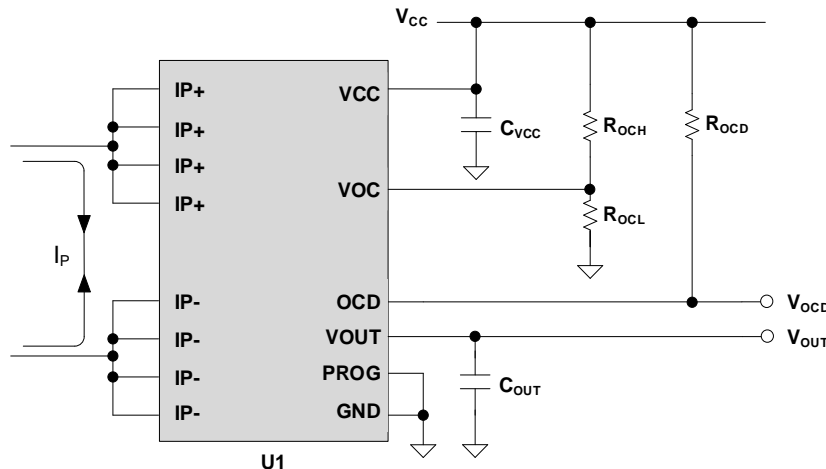 VCC
IP+
VCC
IP+
CVCC
ROCH
ROCD
IP+
IP+
VOC
ROCL
IP
IP-
OCD
VOCD
IP-
VOUT
VOUT
IP-
PROG
COUT
IP-
GND
U1